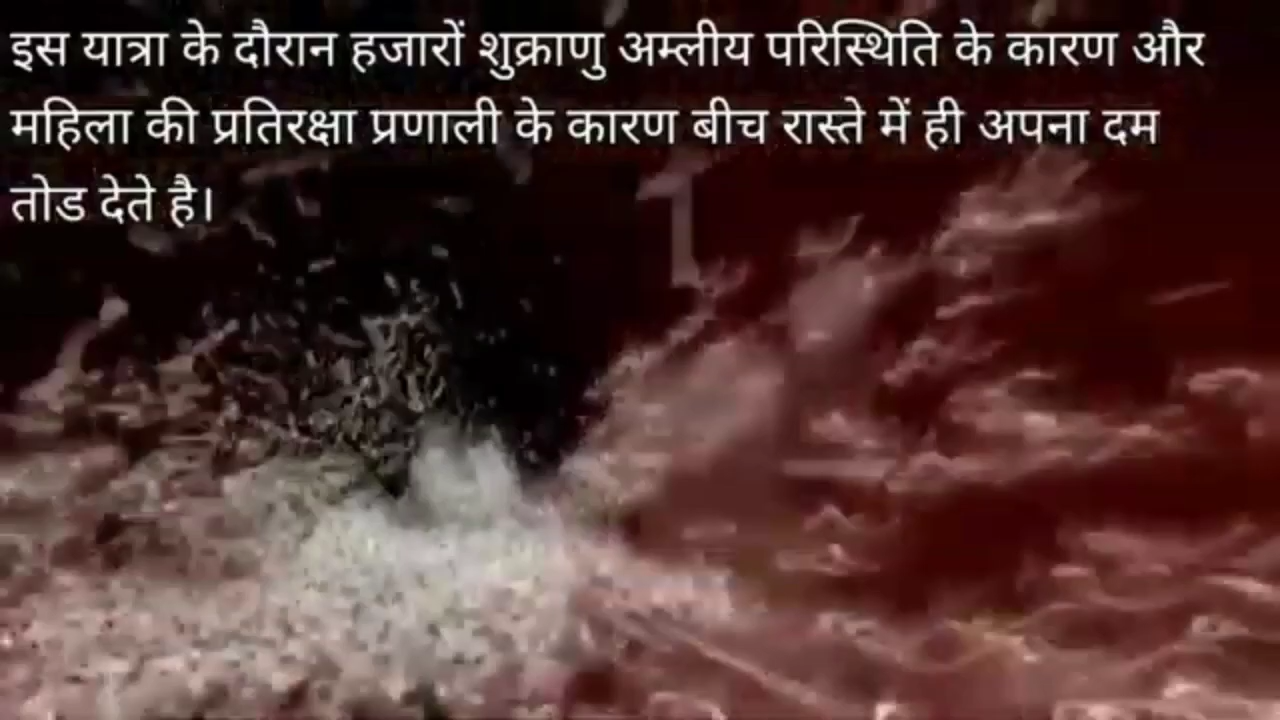 इस यात्रा के दौरान हजारों शुक्राणु अम्लीय परिस्थिति के कारण और
महिला की प्रतिरक्षा प्रणाली के कारण बीच रास्ते में ही अपना दम
तोड देते है।